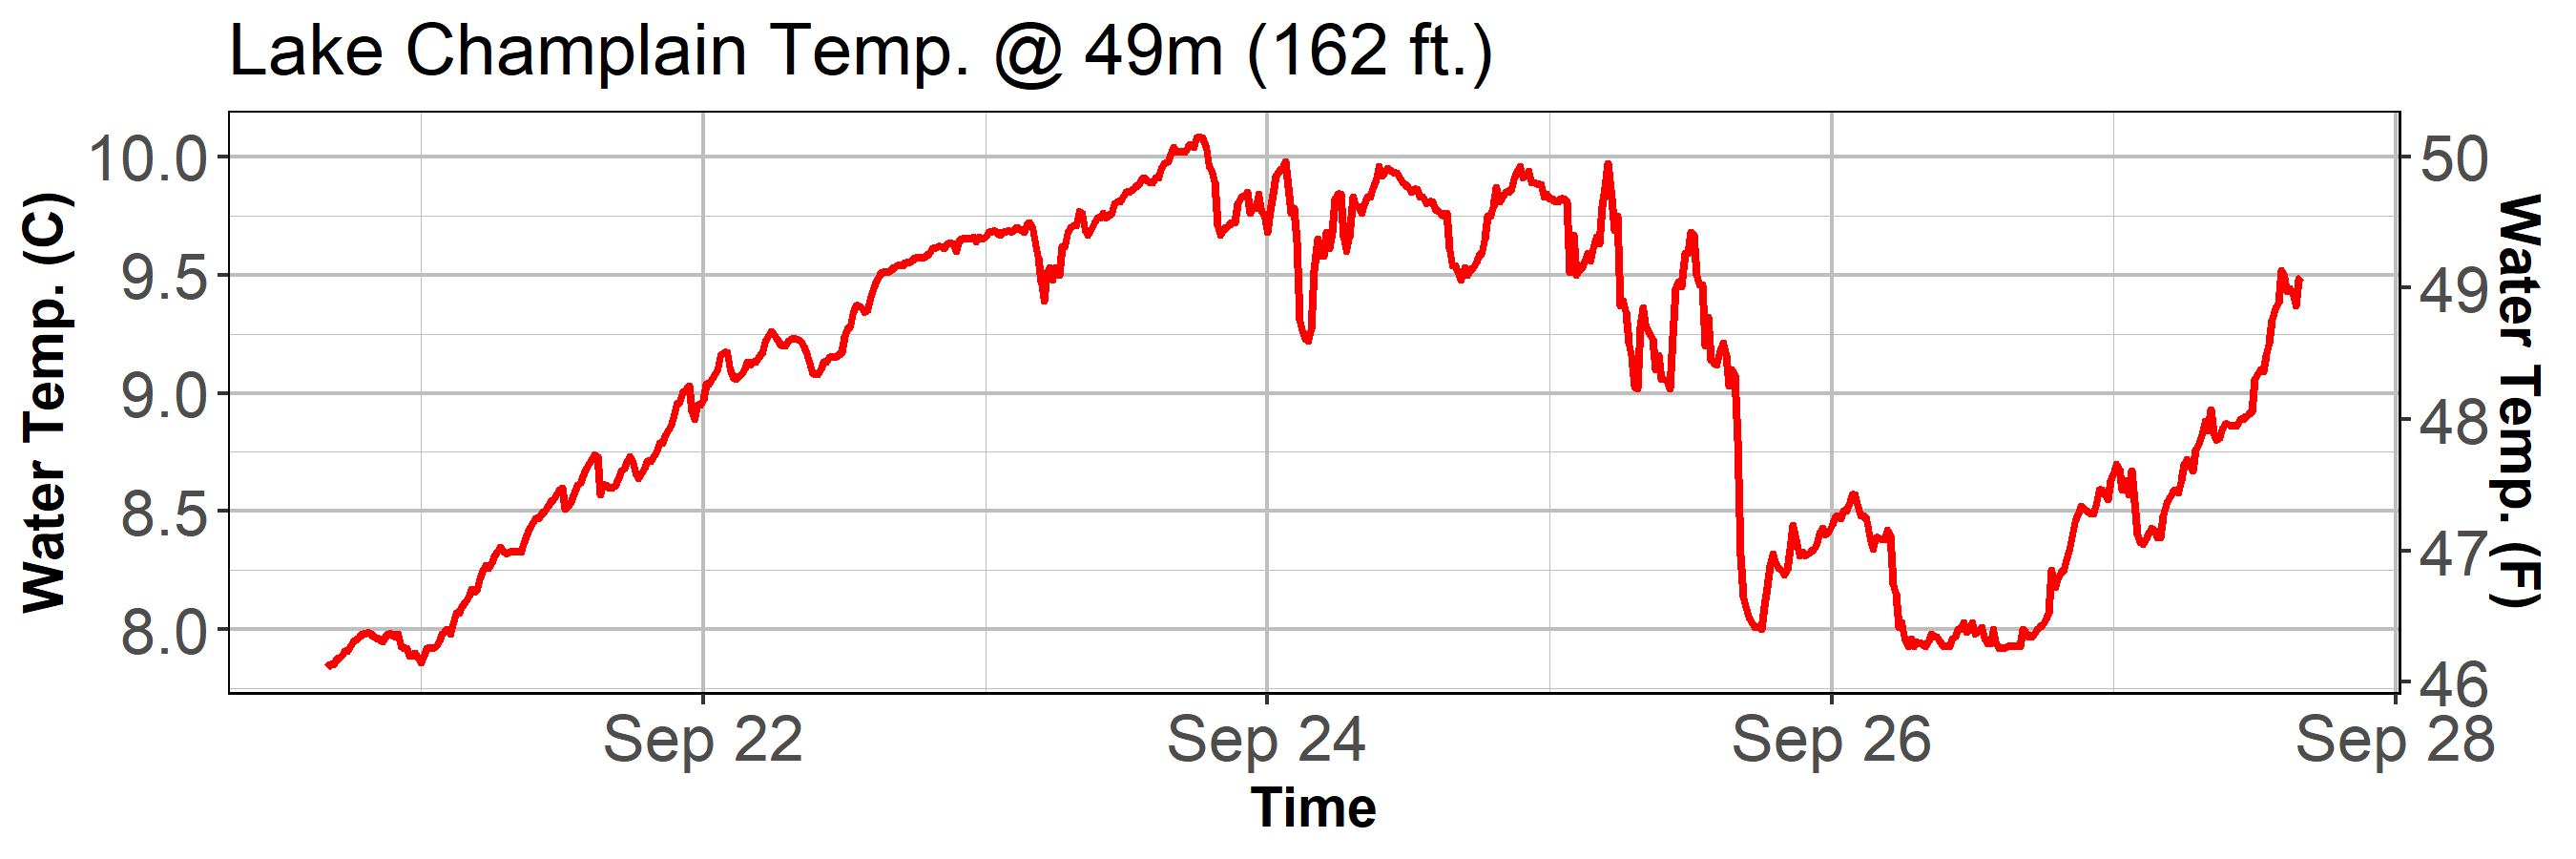 Lake Champlain Temp. @ 49m (162 ft.)
Water Temp. (C)
10.0
9.5
9.0
8.5
8.0
50
49
48
47
46
Water Temp. (F)
Sep 22
Sep 24
Sep 26
Sep 28
Time